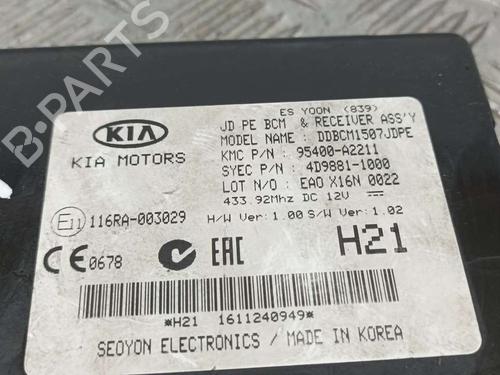 ES YOON (839)
JD PE BCM & RECEIVER ASS'Y
MODEL NAME : DDBCM1507JDPE
KMC P/N : 95400-A2211
SYEC P/N : 4D9881-1000
LOT N/O : EAO X16N 0022
433.92Mhz DC 12V
H/W Ver: 1.00 S/W Ver: 1.02
KIA
KIA MOTORS
E11 116RA-003029
CE 0678
EAC
H21
*H21 1611240949*
SEOYON ELECTRONICS / MADE IN KOREA
B-PARTS